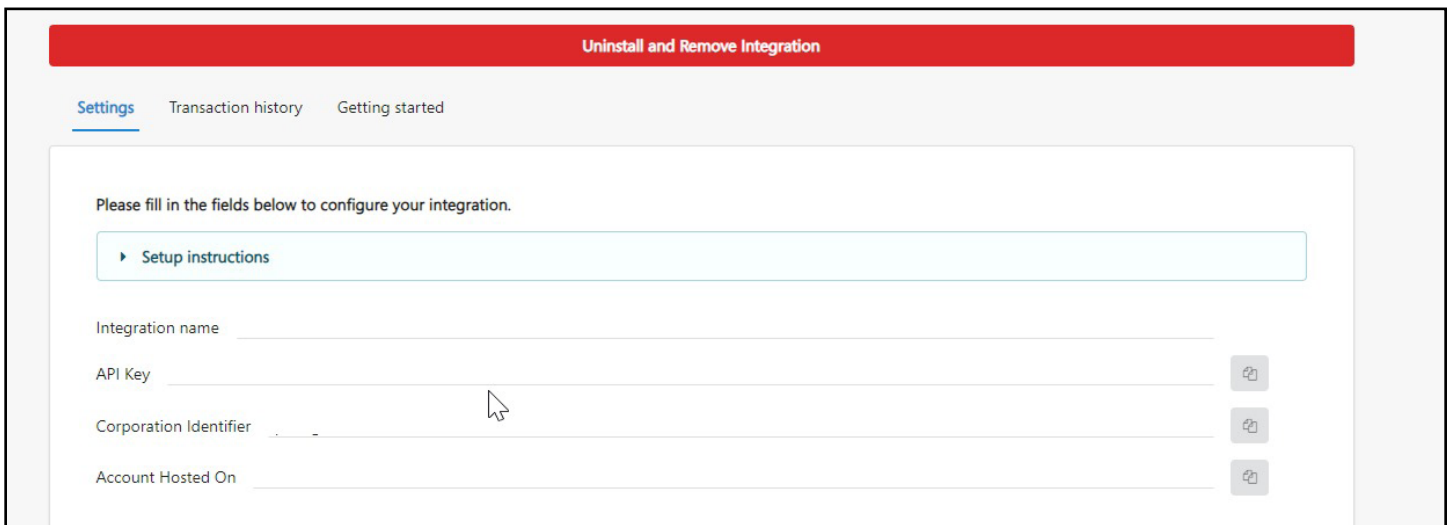 Uninstall and Remove Integration
Settings Transaction history Getting started
Please fill in the fields below to configure your integration.
Setup instructions
Integration name
API Key
Corporation Identifier
Account Hosted On